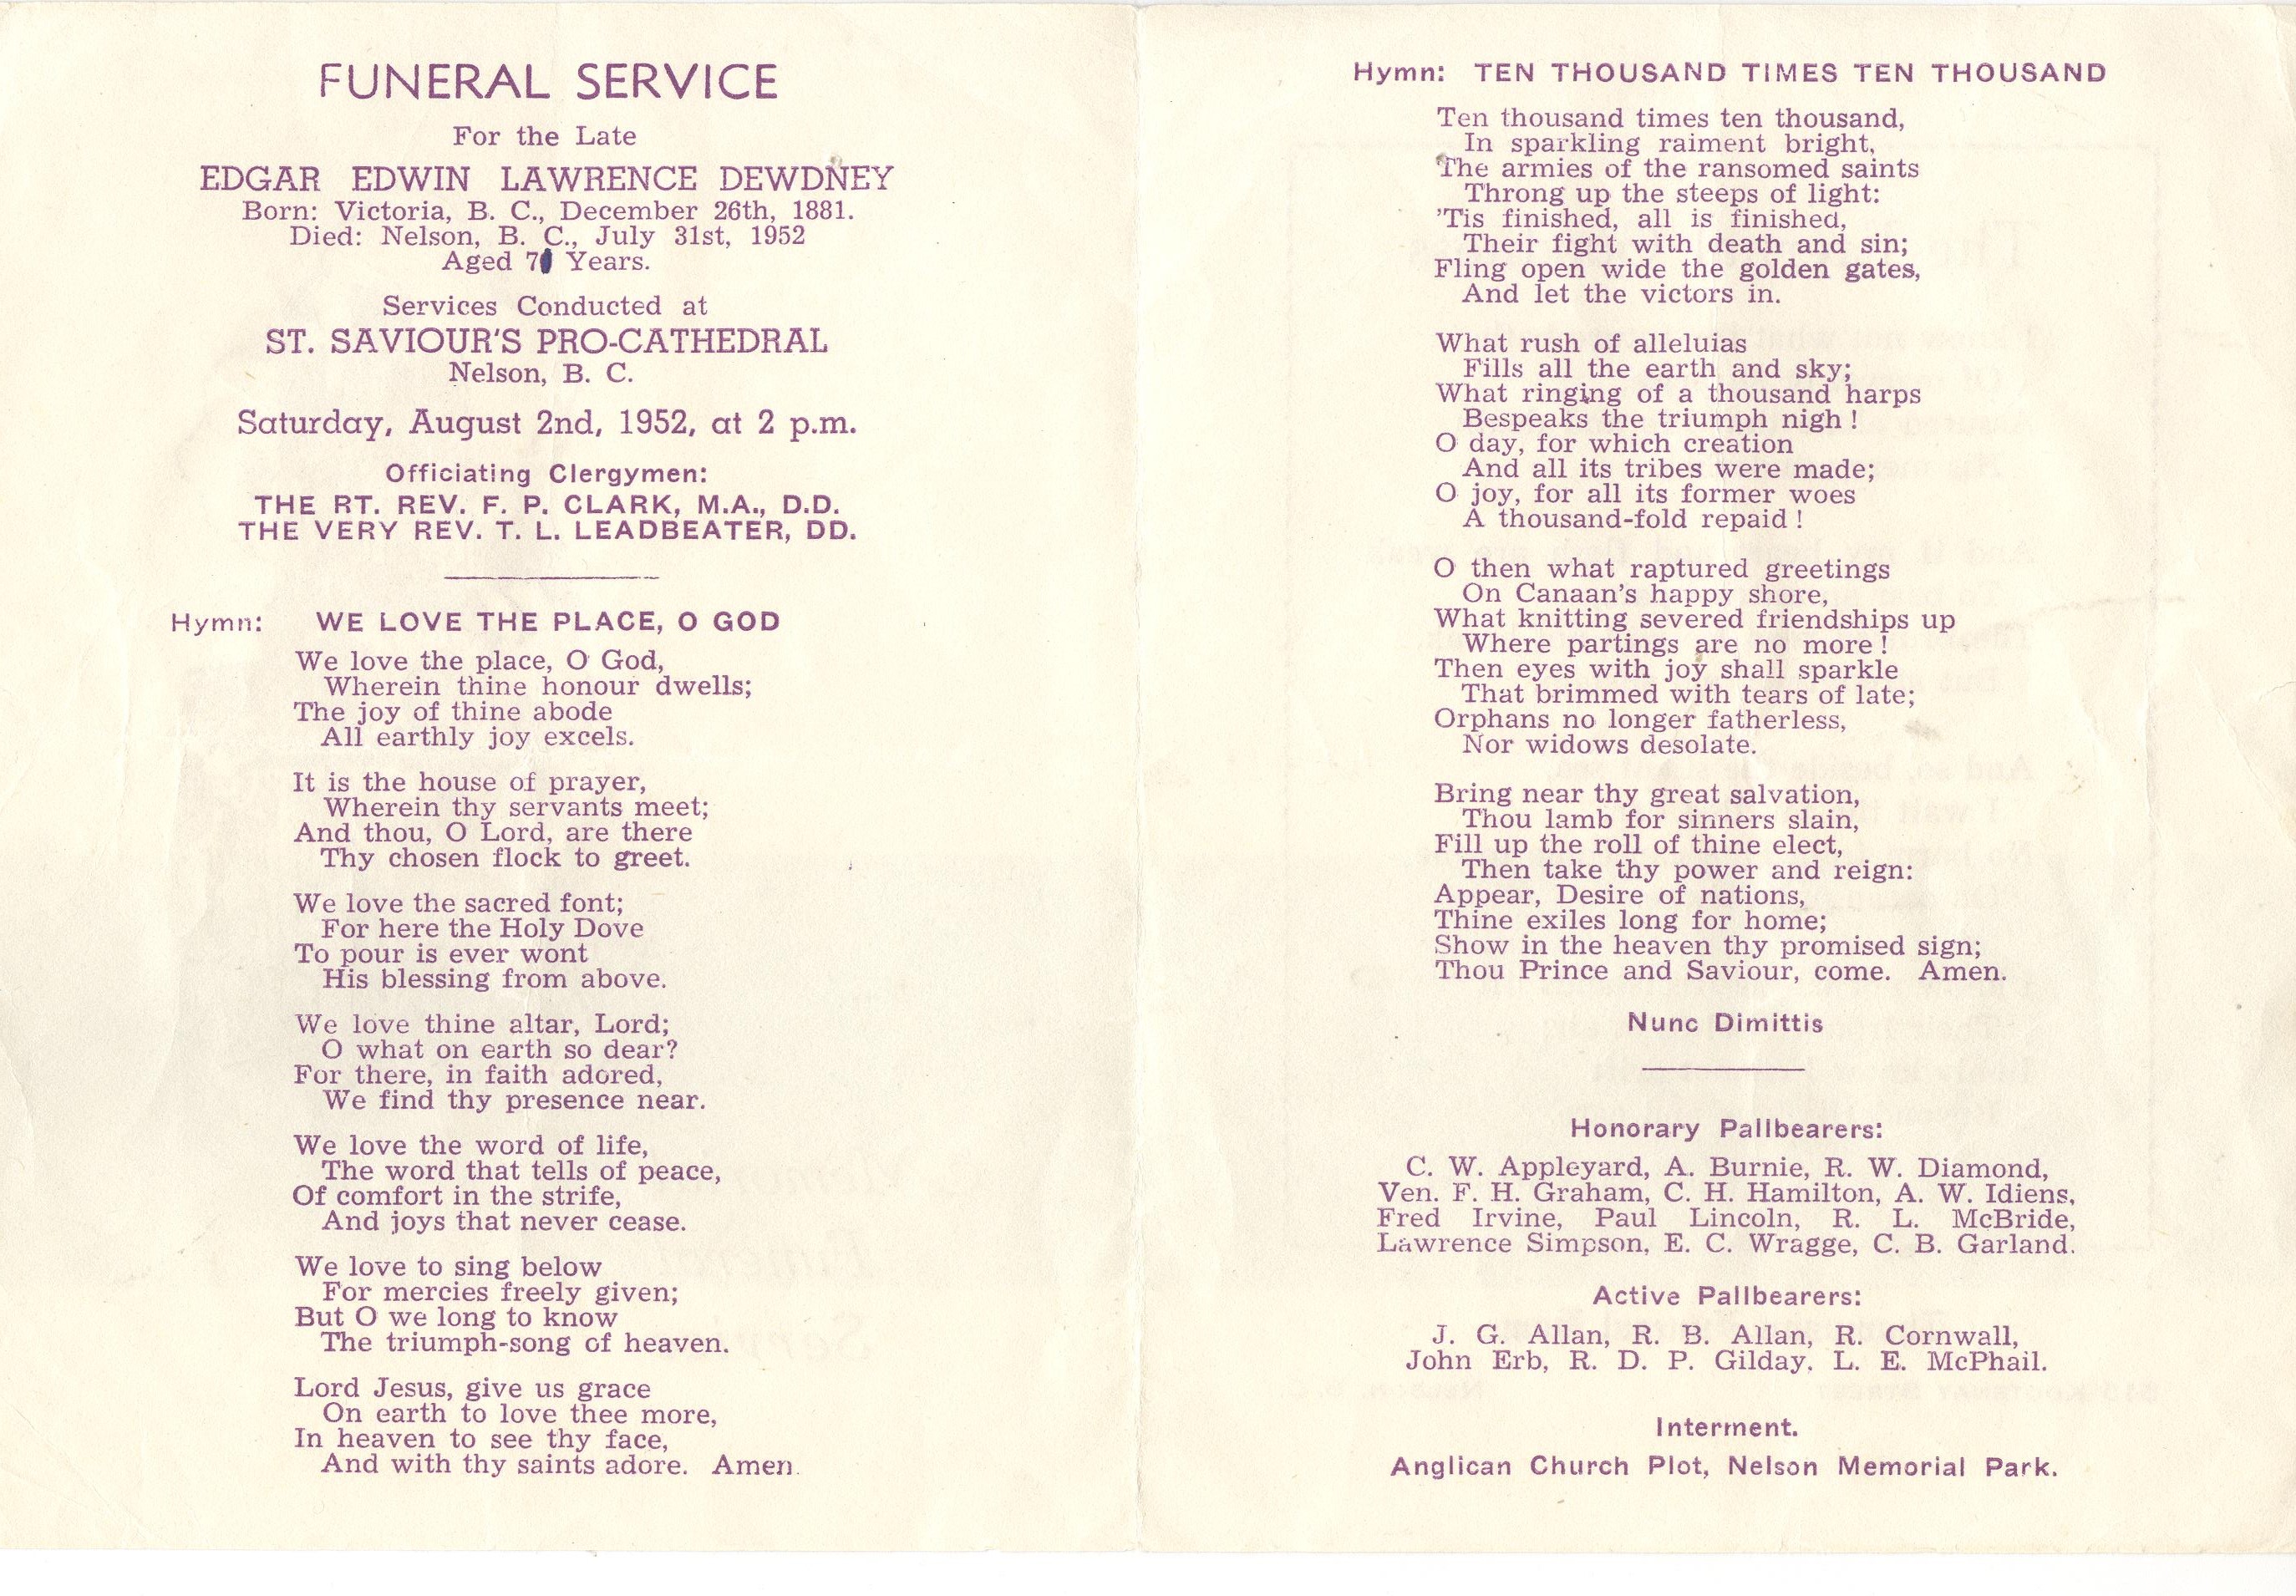 FUNERAL SERVICE
For the Late
EDGAR EDWIN LAWRENCE DEWDNEY
Born: Victoria, B. C., December 26th, 1881.
Died: Nelson, B. C., July 31st, 1952
Aged 70 Years.
Services Conducted at
ST. SAVIOUR'S PRO-CATHEDRAL
Nelson, B. C.
Saturday, August 2nd, 1952, at 2 p.m.
Officiating Clergymen:
THE RT. REV. F. P. CLARK, M.A., D.D.
THE VERY REV. T. L. LEADBEATER, DD.
Hymn: WE LOVE THE PLACE, O GOD
We love the place, O God,
Wherein thine honour dwells;
The joy of thine abode
All earthly joy excels.
It is the house of prayer,
Wherein thy servants meet;
And thou, O Lord, are there
Thy chosen flock to greet.
We love the sacred font;
For here the Holy Dove
To pour is ever wont
His blessing from above.
We love thine altar, Lord;
O what on earth so dear?
For there, in faith adored,
We find thy presence near.
We love the word of life,
The word that tells of peace,
Of comfort in the strife,
And joys that never cease.
We love to sing below
For mercies freely given;
But O we long to know
The triumph-song of heaven.
Lord Jesus, give us grace
On earth to love thee more,
In heaven to see thy face,
And with thy saints adore. Amen.
Hymn: TEN THOUSAND TIMES TEN THOUSAND
Ten thousand times ten thousand,
In sparkling raiment bright,
The armies of the ransomed saints
Throng up the steeps of light:
'Tis finished, all is finished,
Their fight with death and sin;
Fling open wide the golden gates,
And let the victors in.
What rush of alleluias
Fills all the earth and sky;
What ringing of a thousand harps
Bespeaks the triumph nigh !
O day, for which creation
And all its tribes were made;
O joy, for all its former woes
A thousand-fold repaid !
O then what raptured greetings
On Canaan's happy shore,
What knitting severed friendships up
Where partings are no more !
Then eyes with joy shall sparkle
That brimmed with tears of late;
Orphans no longer fatherless,
Nor widows desolate.
Bring near thy great salvation,
Thou lamb for sinners slain,
Fill up the roll of thine elect,
Then take thy power and reign:
Appear, Desire of nations,
Thine exiles long for home;
Show in the heaven thy promised sign;
Thou Prince and Saviour, come. Amen.
Nunc Dimittis
Honorary Pallbearers:
C. W. Appleyard, A. Burnie, R. W. Diamond,
Ven. F. H. Graham, C. H. Hamilton, A. W. Idiens,
Fred Irvine, Paul Lincoln, R. L. McBride,
Lawrence Simpson, E. C. Wragge, C. B. Garland.
Active Pallbearers:
J. G. Allan, R. B. Allan, R. Cornwall,
John Erb, R. D. P. Gilday, L. E. McPhail.
Interment.
Anglican Church Plot, Nelson Memorial Park.